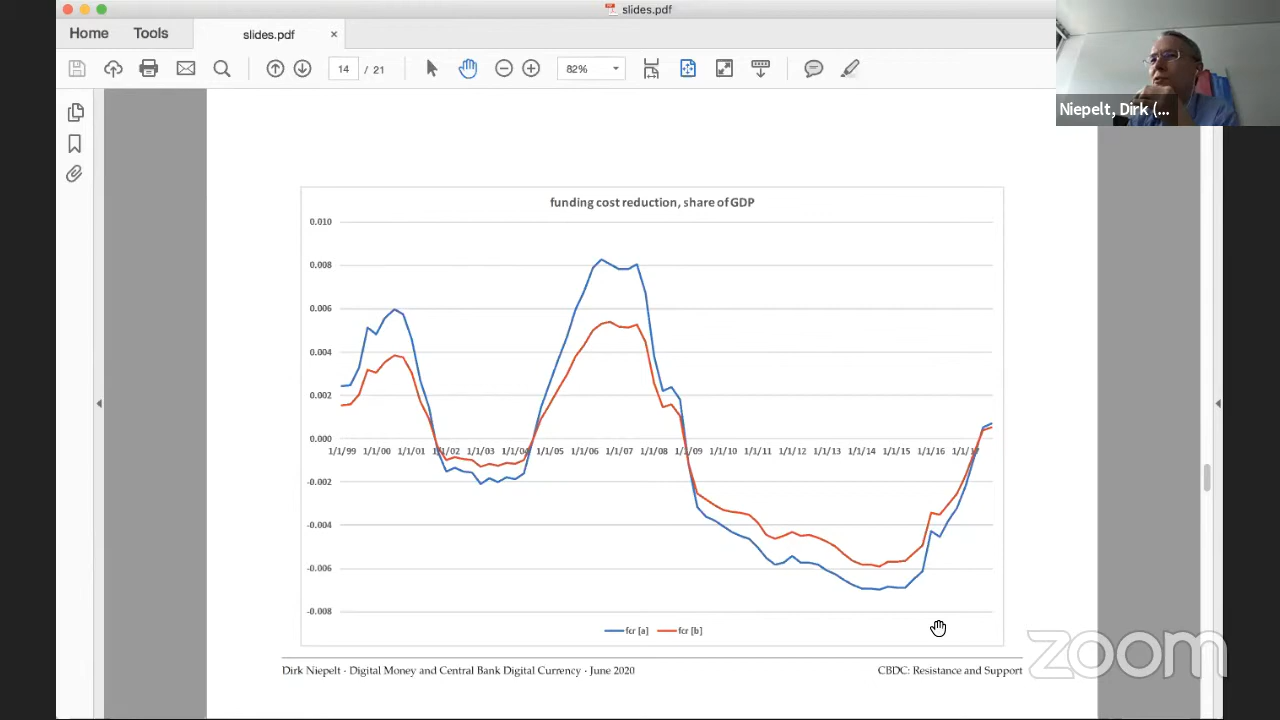 slides.pdf
Home Tools slides.pdf ×
14 / 21 82%
Niepelt, Dirk (...
funding cost reduction, share of GDP
0.010
0.008
0.006
0.004
0.002
0.000
1/1/99 1/1/00 1/1/01 1/1/02 1/1/03 1/1/04 1/1/05 1/1/06 1/1/07 1/1/08 1/1/09 1/1/10 1/1/11 1/1/12 1/1/13 1/1/14 1/1/15 1/1/16 1/1/17
-0.002
-0.004
-0.006
-0.008
fcr [a] fcr [b]
Dirk Niepelt · Digital Money and Central Bank Digital Currency · June 2020 CBDC: Resistance and Support
zoom